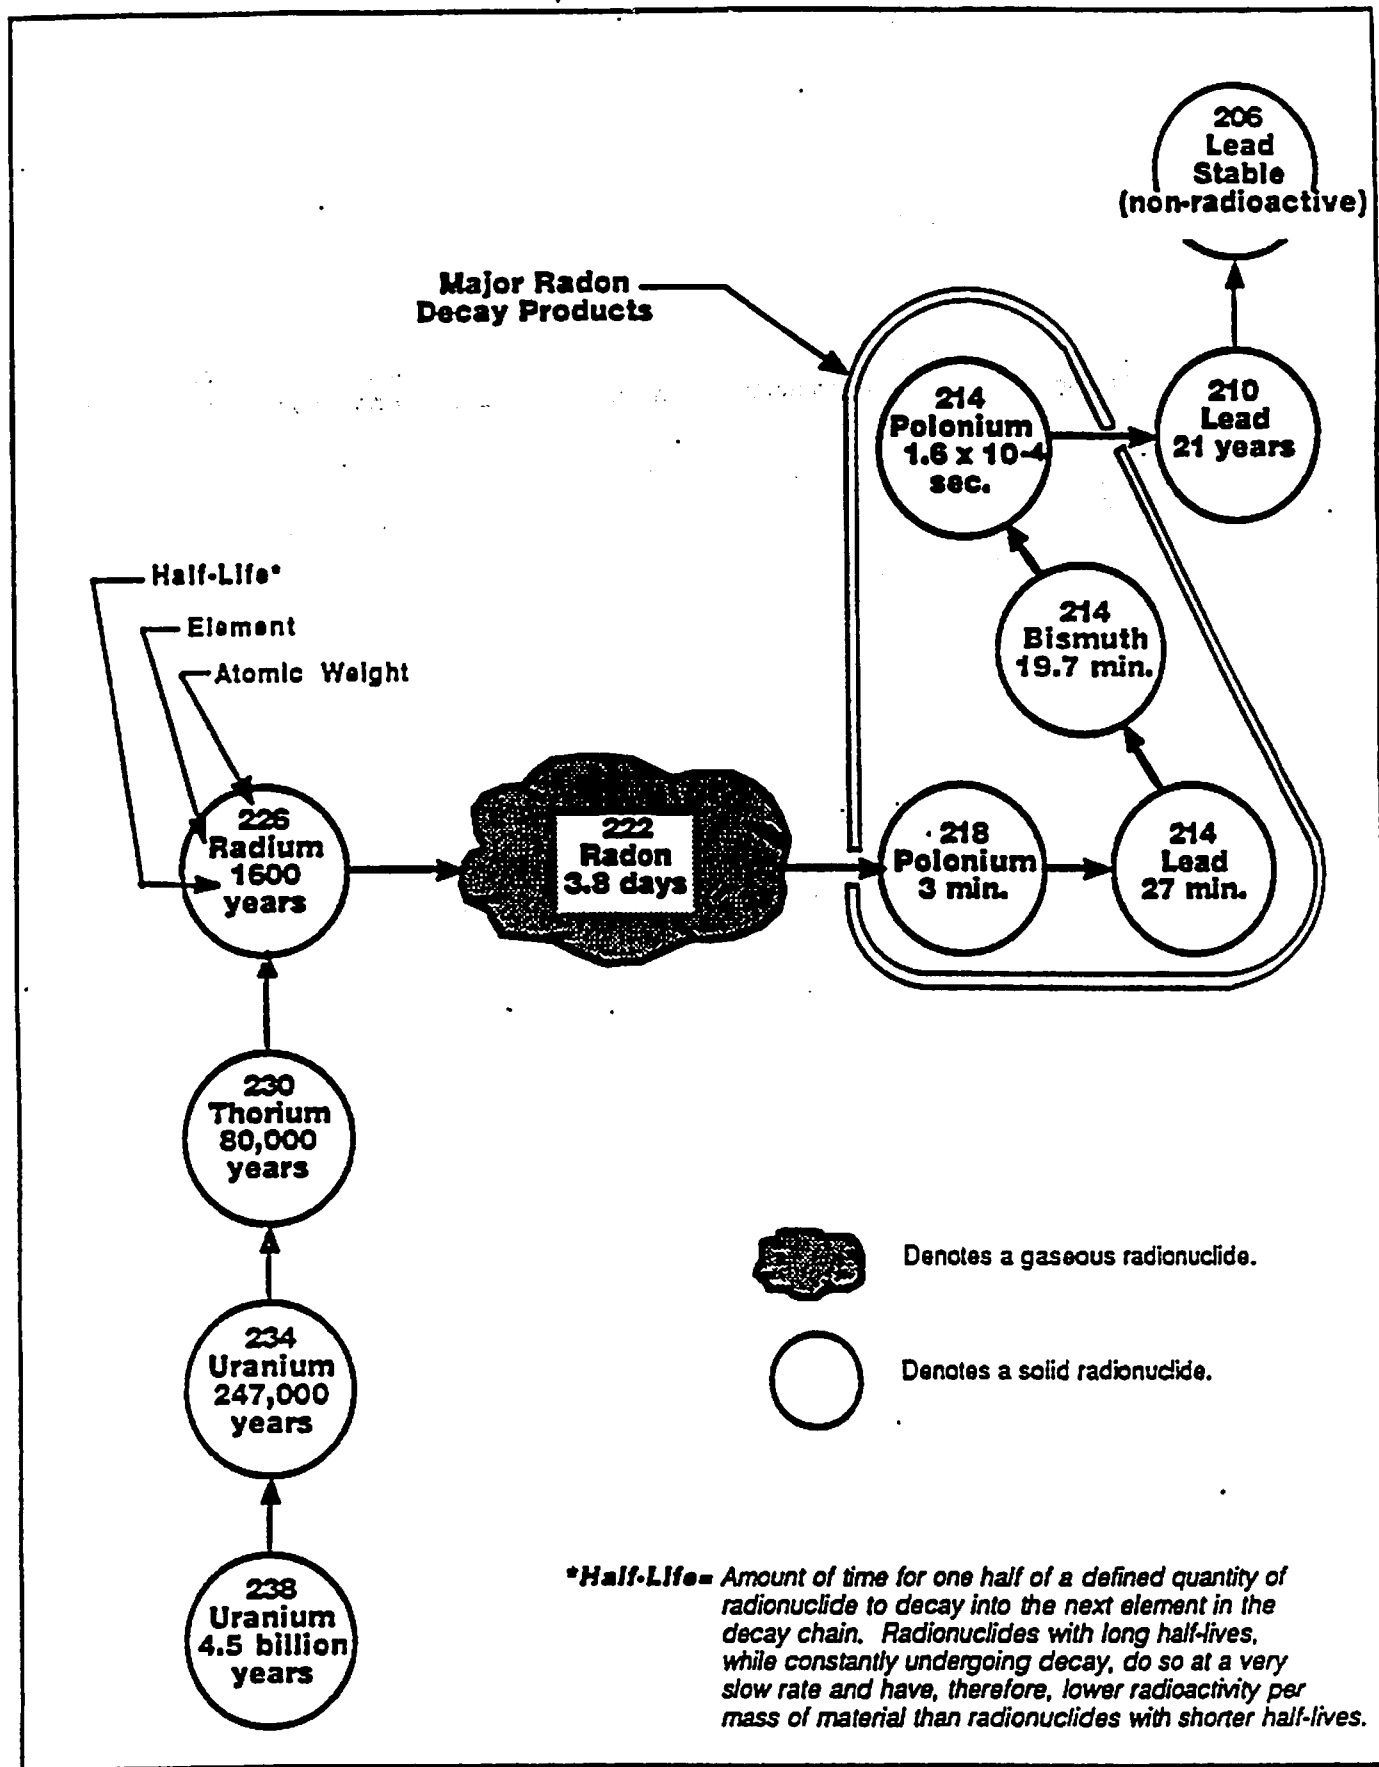 206
Lead
Stable
(non-radioactive)
Major Radon
Decay Products
214
Polonium
1.6 x 10-4
sec.
210
Lead
21 years
Half-Life*
Element
Atomic Weight
214
Bismuth
19.7 min.
226
Radium
1600
years
222
Radon
3.8 days
218
Polonium
3 min.
214
Lead
27 min.
230
Thorium
80,000
years
Denotes a gaseous radionuclide.
234
Uranium
247,000
years
Denotes a solid radionuclide.
238
Uranium
4.5 billion
years
*Half-Life= Amount of time for one half of a defined quantity of
radionuclide to decay into the next element in the
decay chain. Radionuclides with long half-lives,
while constantly undergoing decay, do so at a very
slow rate and have, therefore, lower radioactivity per
mass of material than radionuclides with shorter half-lives.